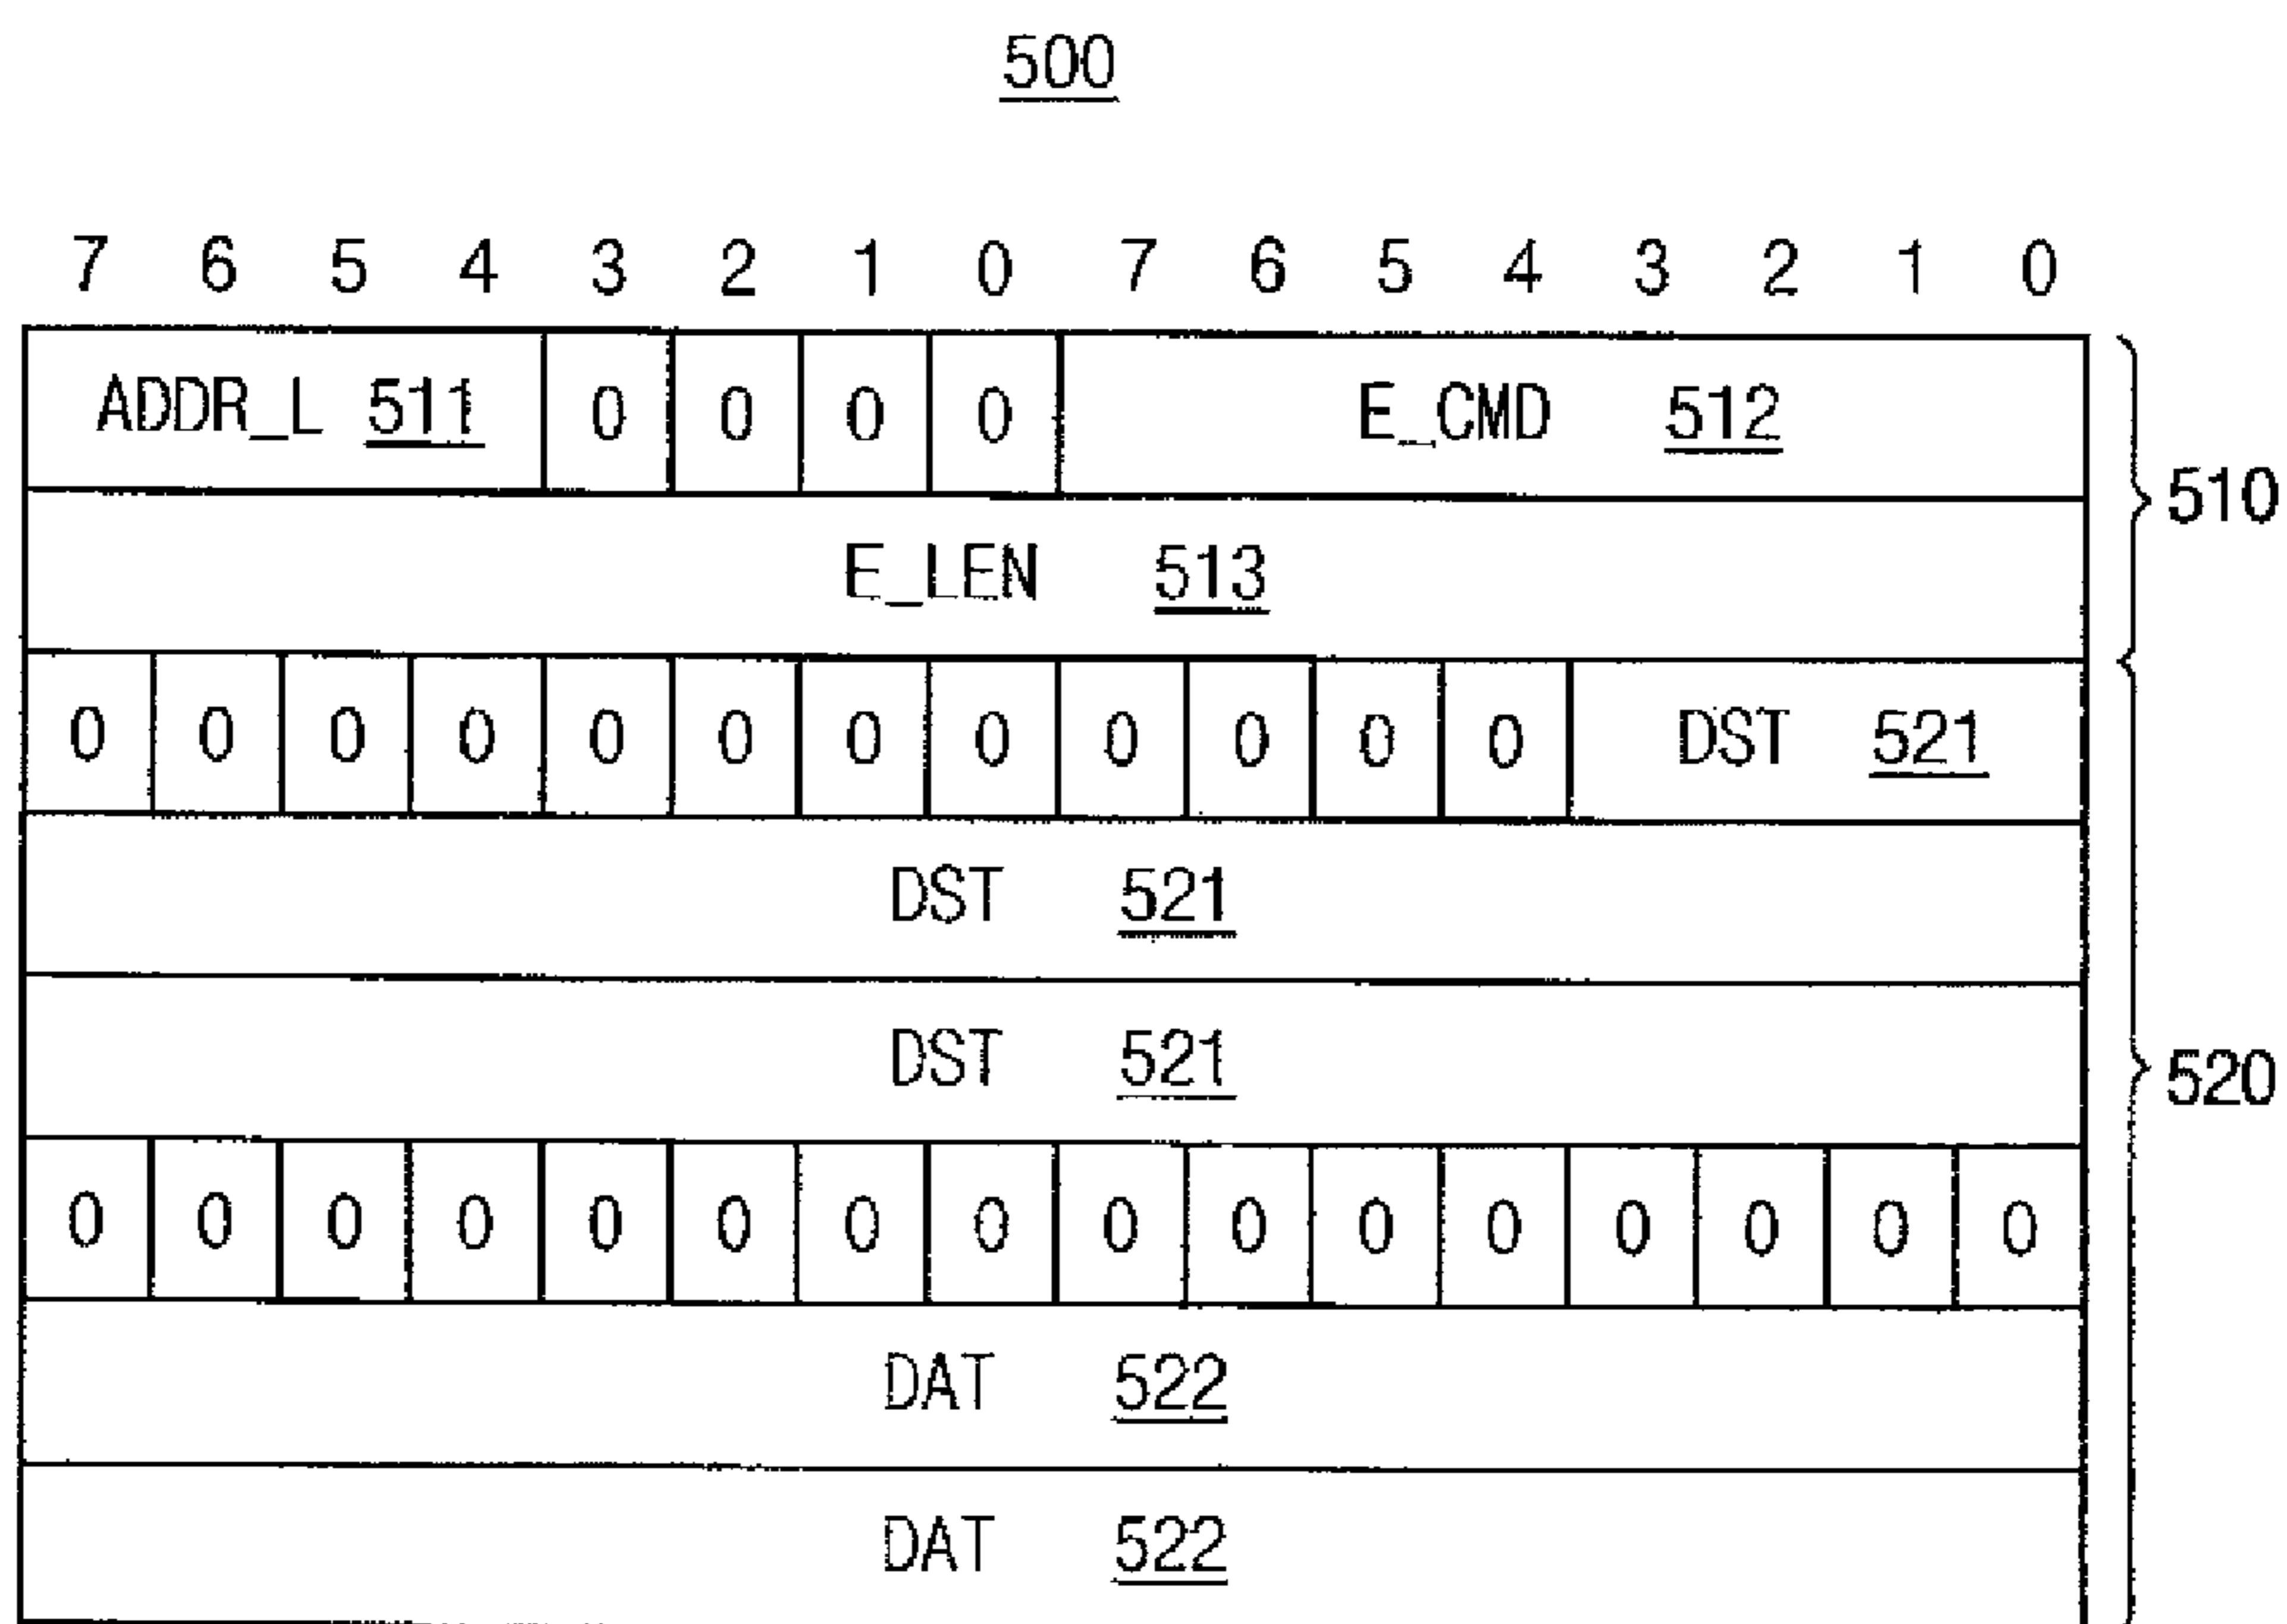 500
7 6 5 4 3 2 1 0 7 6 5 4 3 2 1 0
ADDR_L 511 0 0 0 0 E_CMD 512
510
E_LEN 513
0 0 0 0 0 0 0 0 0 0 0 0 DST 521
DST 521
DST 521
520
0 0 0 0 0 0 0 0 0 0 0 0 0 0 0 0
DAT 522
DAT 522